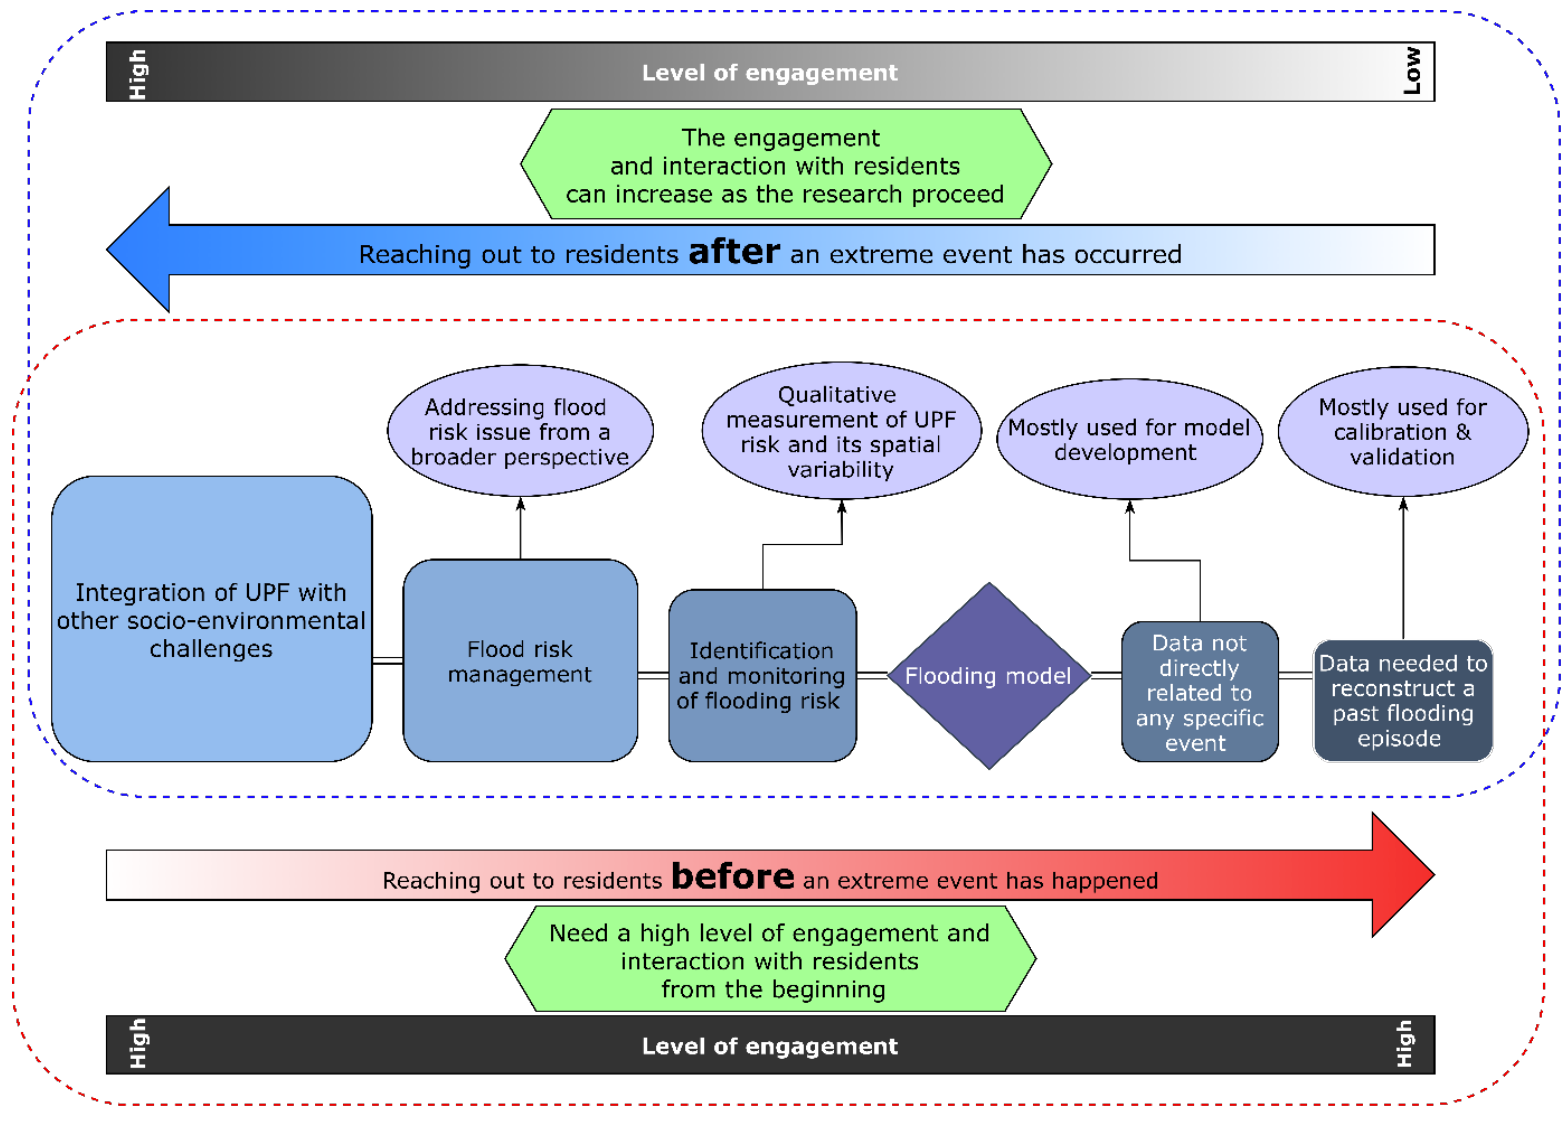 High
Level of engagement
Low
The engagement
and interaction with residents
can increase as the research proceed
Reaching out to residents after an extreme event has occurred
Addressing flood
risk issue from a
broader perspective
Qualitative
measurement of UPF
risk and its spatial
variability
Mostly used for model
development
Mostly used for
calibration &
validation
Integration of UPF with
other socio-environmental
challenges
Flood risk
management
Identification
and monitoring
of flooding risk
Flooding model
Data not
directly
related to
any specific
event
Data needed to
reconstruct a
past flooding
episode
Reaching out to residents before an extreme event has happened
Need a high level of engagement and
interaction with residents
from the beginning
High
Level of engagement
High